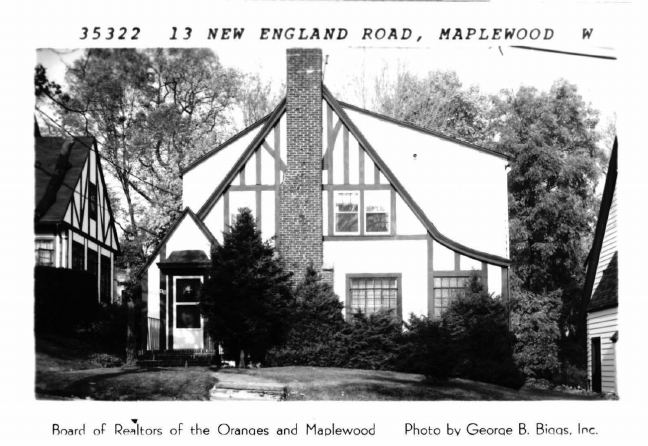 35322 13 NEW ENGLAND ROAD, MAPLEWOOD W
Board of Realtors of the Oranges and Maplewood Photo by George B. Biggs, Inc.